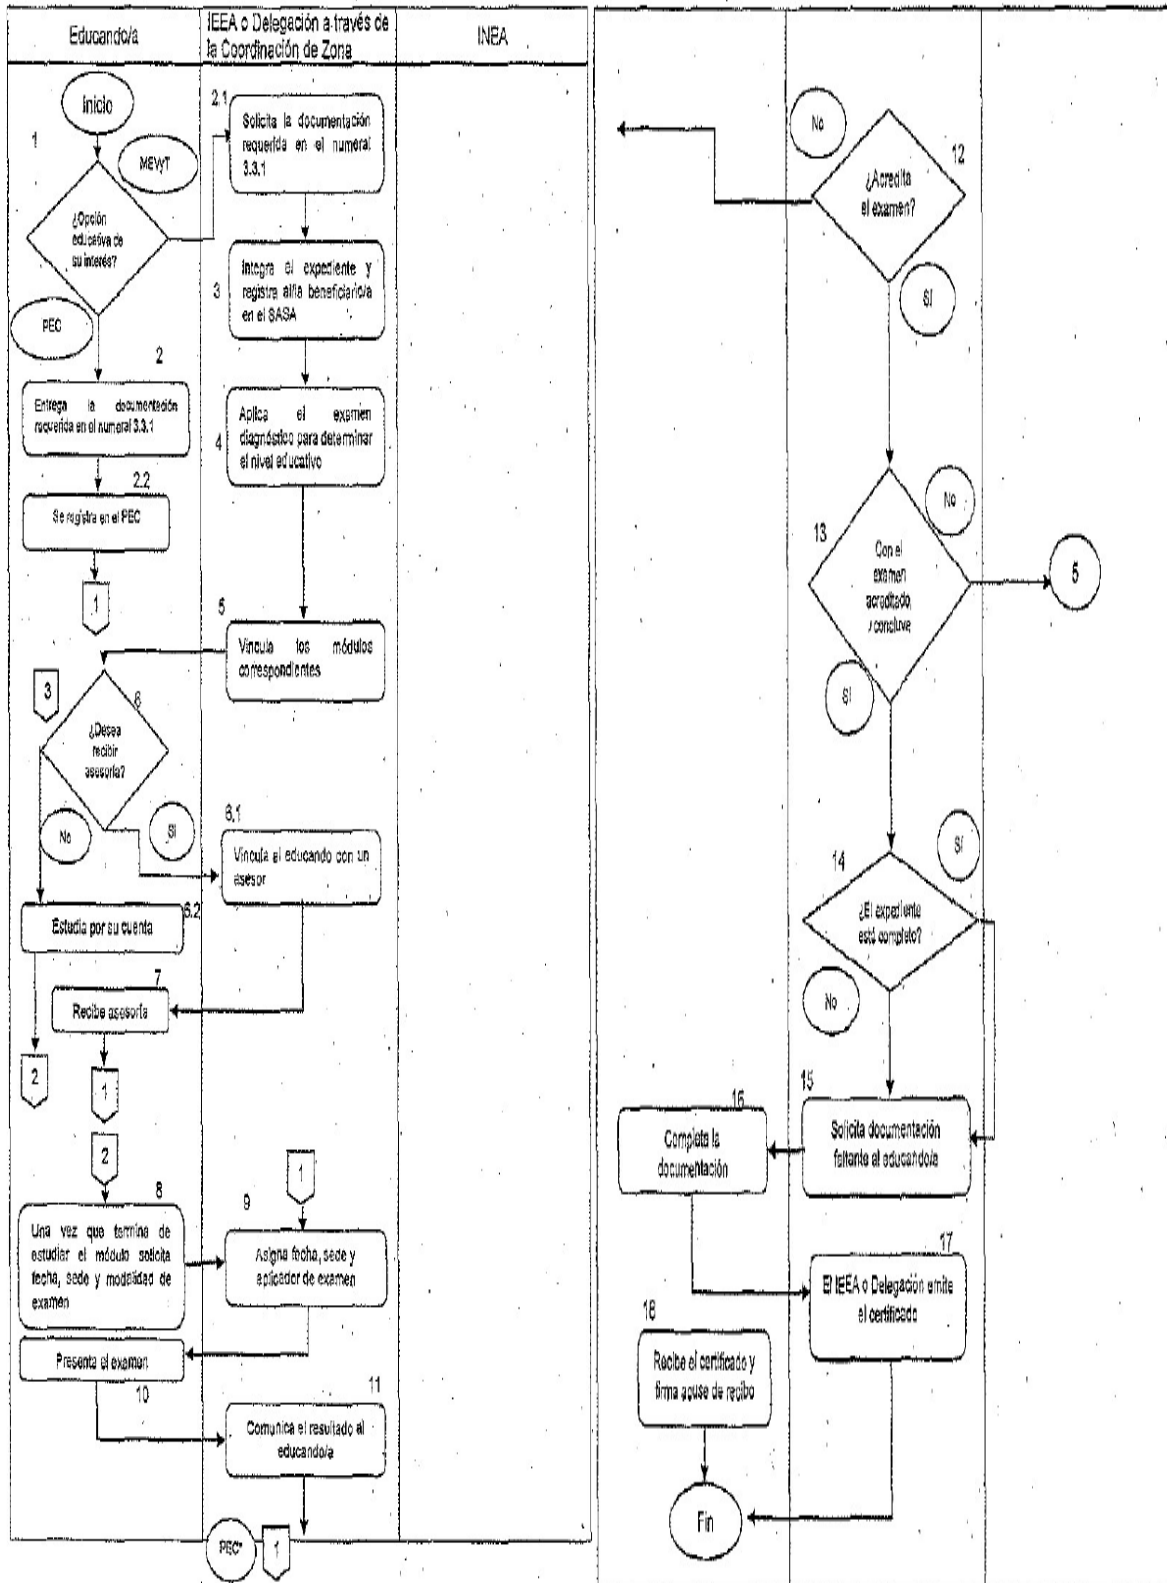 Educando/a
IEEA o Delegación a través de
la Coordinación de Zona
INEA
Inicio
1
MEVyT
¿Opción
educativa de
su interés?
PEC
2
Entrega la documentación
requerida en el numeral 3.3.1
2.2
Se registra en el PEC
1
2.1
Solicita la documentación
requerida en el numeral
3.3.1
3
Integra el expediente y
registra al/la beneficiario/a
en el SASA
4
Aplica el examen
diagnóstico para determinar
el nivel educativo
5
Vincula los módulos
correspondientes
3
6
¿Desea
recibir
asesoría?
No
Sí
6.1
Vincula al educando con un
asesor
6.2
Estudia por su cuenta
7
Recibe asesoría
2
1
2
1
8
Una vez que termina de
estudiar el módulo solicita
fecha, sede y modalidad de
examen
9
Asigna fecha, sede y
aplicador de examen
Presenta el examen
10
11
Comunica el resultado al
educando/a
PEC*
1
No
12
¿Acredita
el examen?
Sí
No
13
Con el
examen
acreditado,
concluye
5
Sí
Sí
14
¿El expediente
está completo?
No
15
Solicita documentación
faltante al educando/a
16
Completa la
documentación
17
El IEEA o Delegación emite
el certificado
18
Recibe el certificado y
firma acuse de recibo
Fin